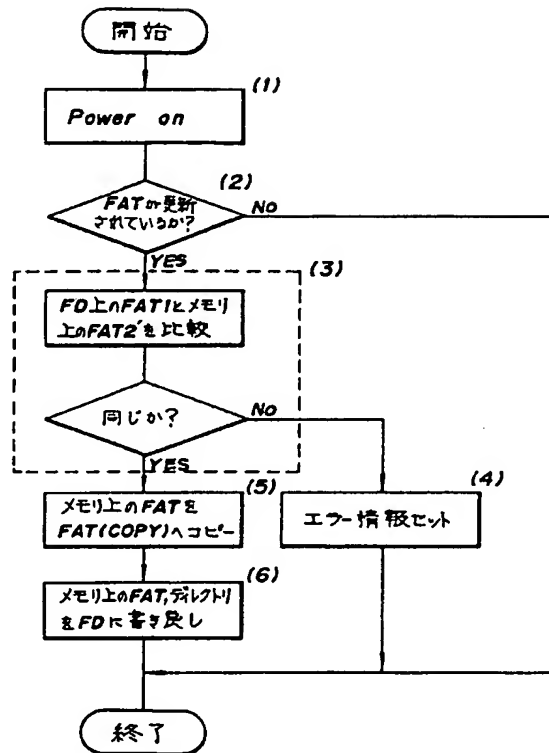 開始
(1)
Power on
(2)
FATが更新
されているか?
NO
YES
(3)
FD上のFAT1とメモリ
上のFAT2'を比較
同じか?
NO
YES
(4)
エラー情報セット
(5)
メモリ上のFATを
FAT(COPY)へコピー
(6)
メモリ上のFAT,ディレクトリ
をFDに書き戻し
終了